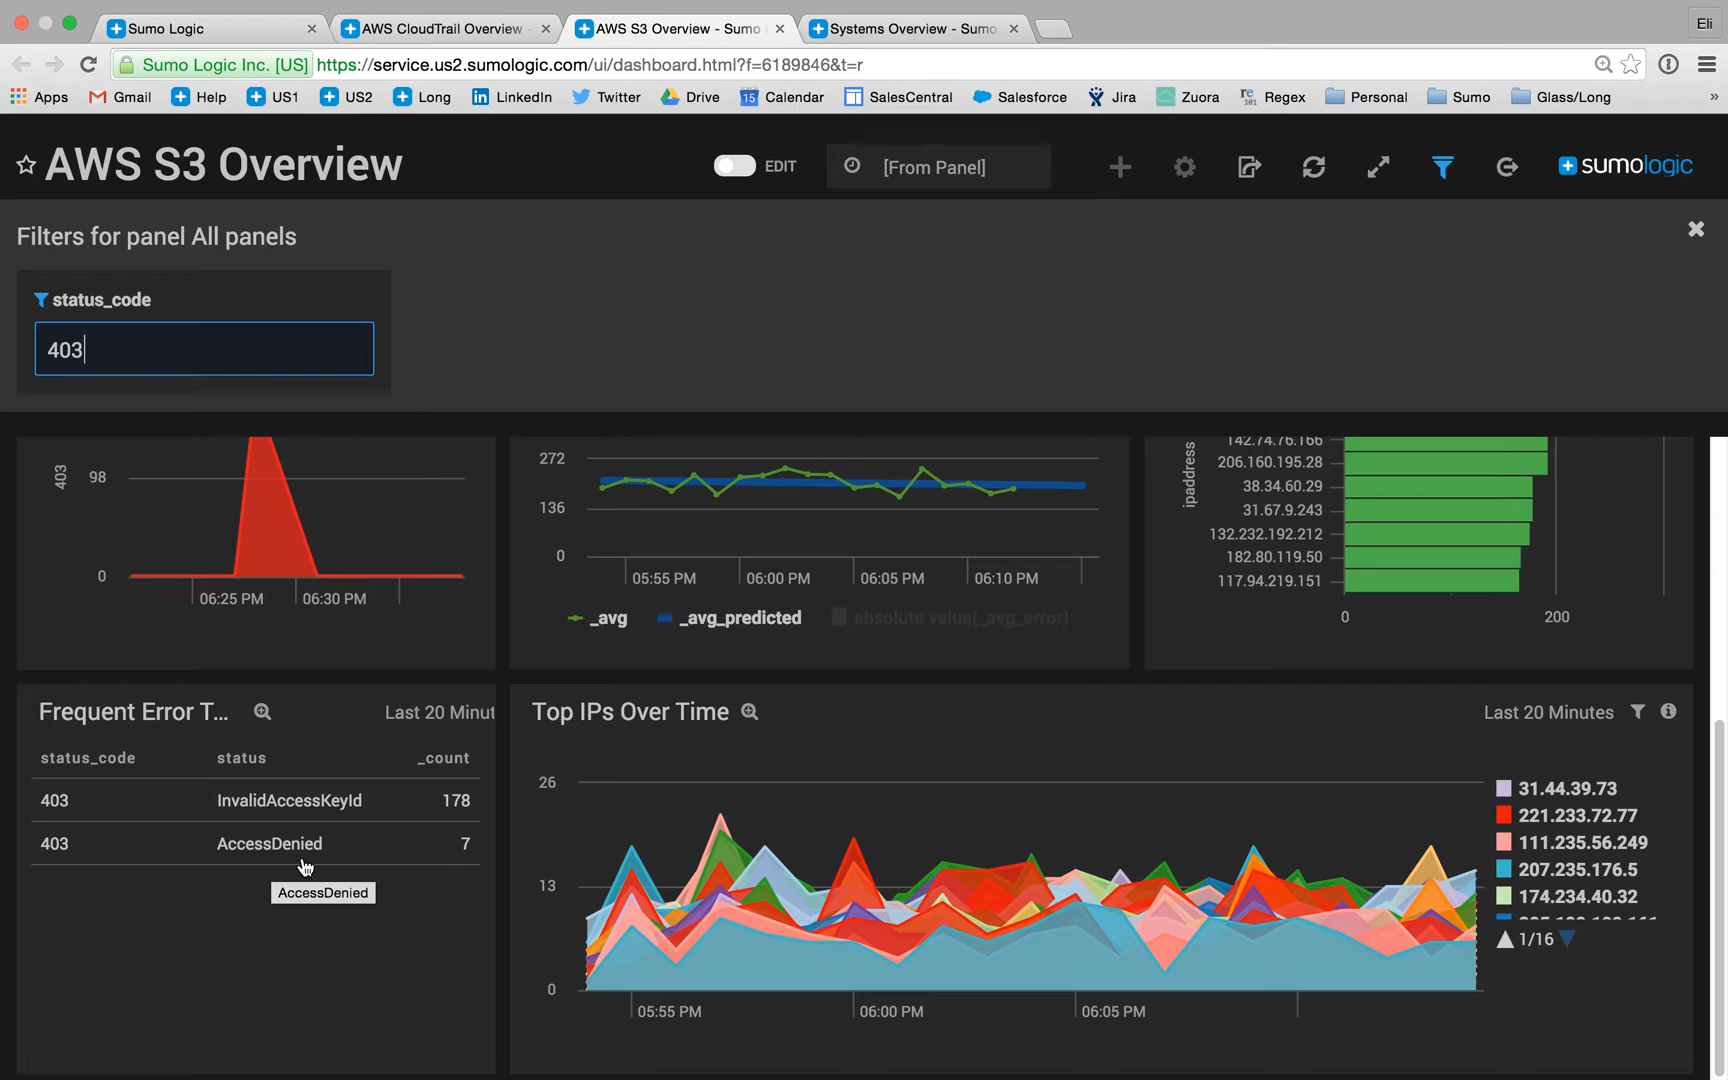 Sumo Logic
AWS CloudTrail Overview
AWS S3 Overview - Sumo
Systems Overview - Sumo
Eli
Sumo Logic Inc. [US] https://service.us2.sumologic.com/ui/dashboard.html?f=6189846&t=r
Apps Gmail Help US1 US2 Long LinkedIn Twitter Drive 15 Calendar SalesCentral Salesforce Jira Zuora re 101 Regex Personal Sumo Glass/Long »
AWS S3 Overview
EDIT
[From Panel]
sumologic
Filters for panel All panels
status_code
403
403
98
0
06:25 PM 06:30 PM
272
136
0
05:55 PM 06:00 PM 06:05 PM 06:10 PM
_avg _avg_predicted absolute value(_avg_error)
ipaddress
142.74.76.166
206.160.195.28
38.34.60.29
31.67.9.243
132.232.192.212
182.80.119.50
117.94.219.151
0 200
Frequent Error T... Last 20 Minut
status_code status _count
403 InvalidAccessKeyId 178
403 AccessDenied 7
AccessDenied
Top IPs Over Time Last 20 Minutes
26
13
0
05:55 PM 06:00 PM 06:05 PM
31.44.39.73
221.233.72.77
111.235.56.249
207.235.176.5
174.234.40.32
1/16